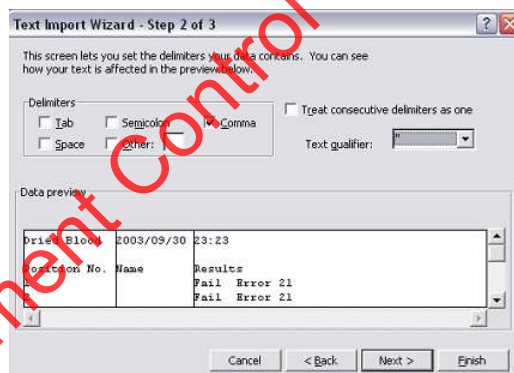 Text Import Wizard - Step 2 of 3
This screen lets you set the delimiters your data contains. You can see
how your text is affected in the preview below.
Delimiters
Tab Semicolon Comma
Space Other:
Treat consecutive delimiters as one
Text qualifier: "
Data preview
Dried Blood 2003/09/30 23:23
Position No. Name Results
1 Fail Error 21
Fail Error 21
Cancel < Back Next > Finish
ment Control